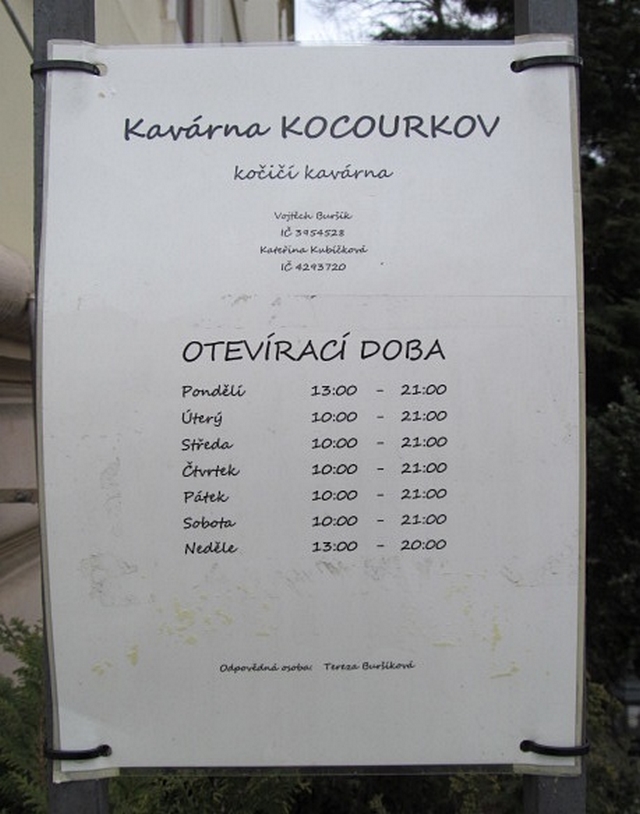 Kavárna KOCOURKOV
kočičí kavárna
Vojtěch Buršík
IČ 3954528
Kateřina Kubíčková
IČ 4293720
OTEVÍRACÍ DOBA
Pondělí 13:00 - 21:00
Úterý 10:00 - 21:00
Středa 10:00 - 21:00
Čtvrtek 10:00 - 21:00
Pátek 10:00 - 21:00
Sobota 10:00 - 21:00
Neděle 13:00 - 20:00
Odpovědná osoba: Tereza Buršíková